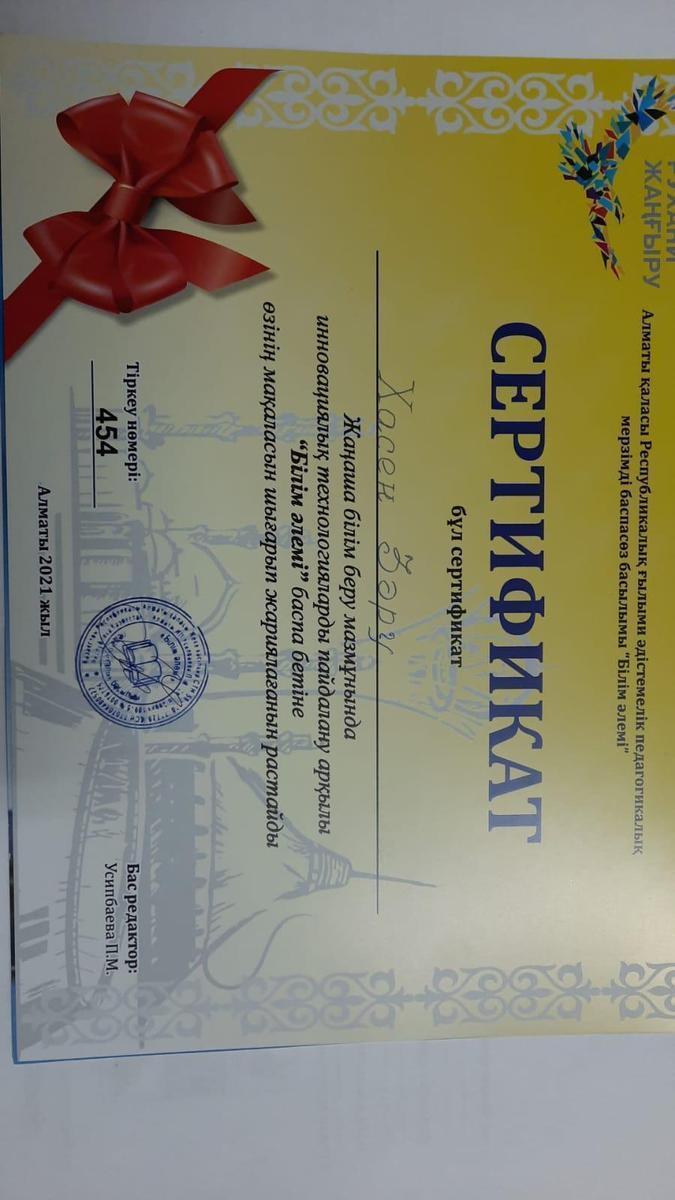 РУХАНИ
ЖАҢҒЫРУ
Алматы қаласы Республикалық ғылыми әдістемелік педагогикалық
мерзімді баспасөз басылымы "Білім әлемі"
СЕРТИФИКАТ
бұл сертификат
Хасен Зәру
Жаңаша білім беру мазмұнында
инновациялық технологияларды пайдалану арқылы
"Білім әлемі" баспа бетіне
өзінің мақаласын шығарып жариялағанын растайды
Тіркеу нөмері:
454
Бас редактор:
Усипбаева П.М.
Алматы 2021 жыл